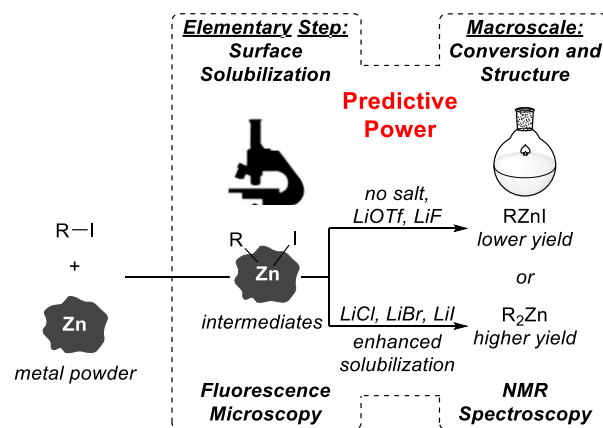 Elementary Step:
Surface
Solubilization
Macroscale:
Conversion and
Structure
Predictive
Power
R—I
+
Zn
metal powder
R I
Zn
intermediates
no salt,
LiOTf, LiF
RZnI
lower yield
or
LiCl, LiBr, LiI
enhanced
solubilization
R₂Zn
higher yield
Fluorescence
Microscopy
NMR
Spectroscopy